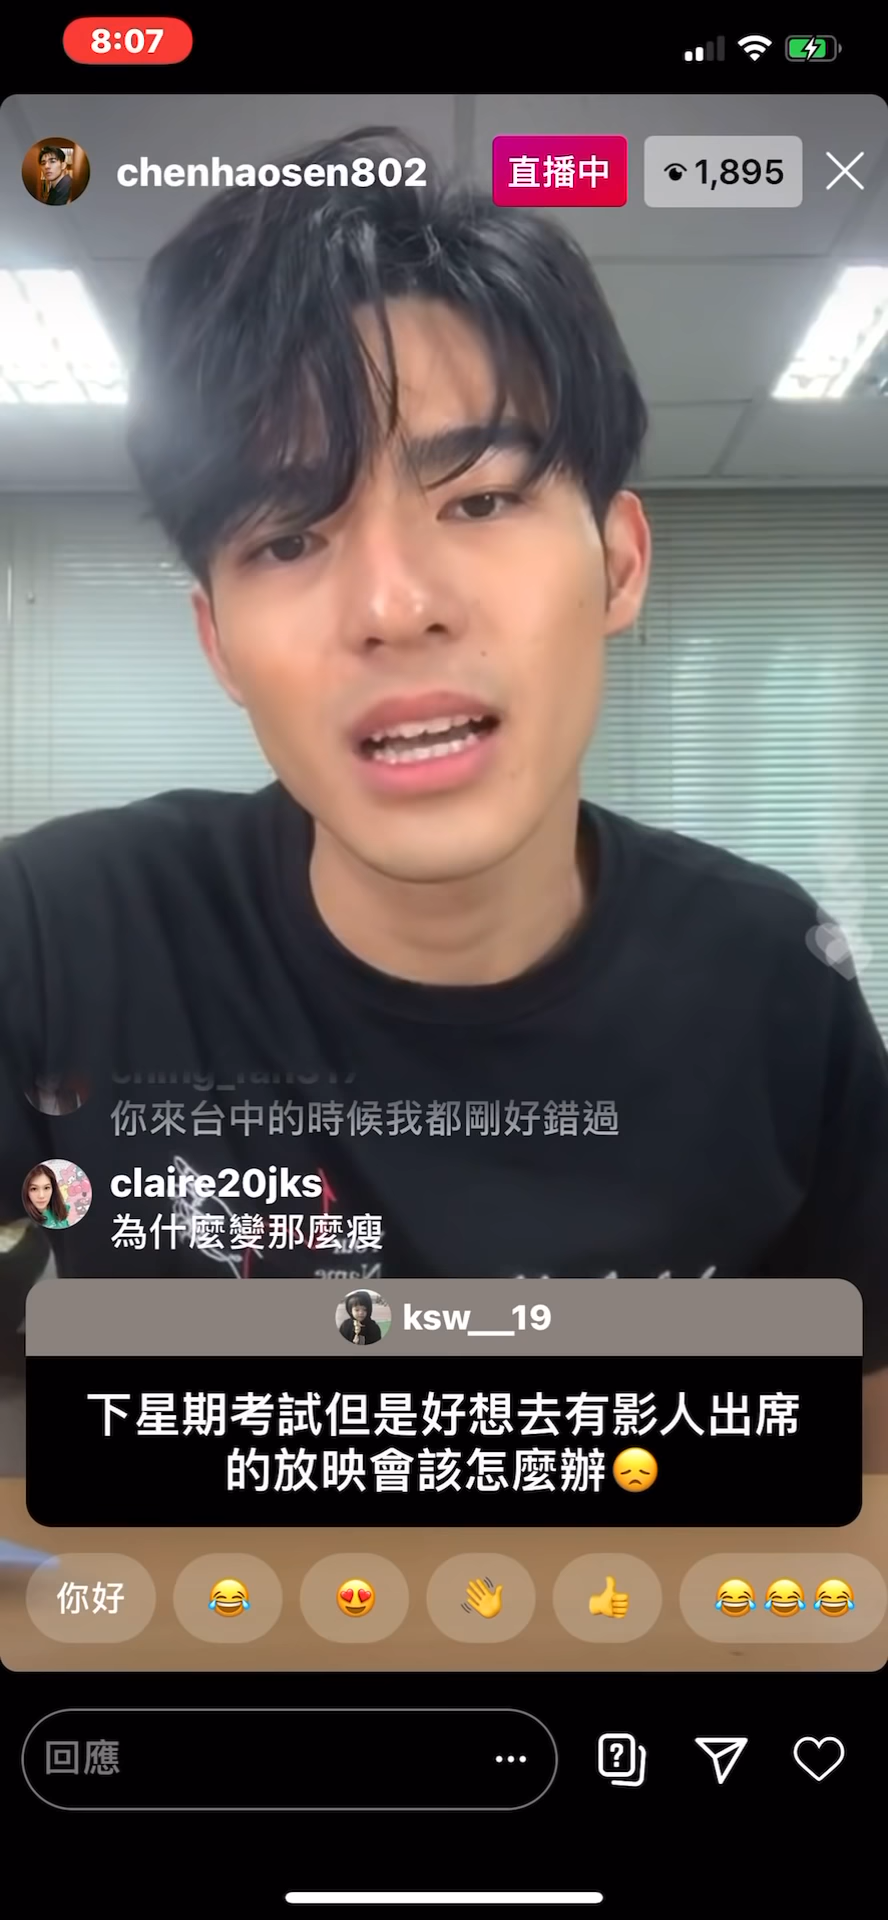 8:07
chenhaosen802
直播中
1,895
你來台中的時候我都剛好錯過
claire20jks
為什麼變那麼瘦
ksw__19
下星期考試但是好想去有影人出席
的放映會該怎麼辦😞
你好
😂
😍
👋
👍
😂😂😂
回應